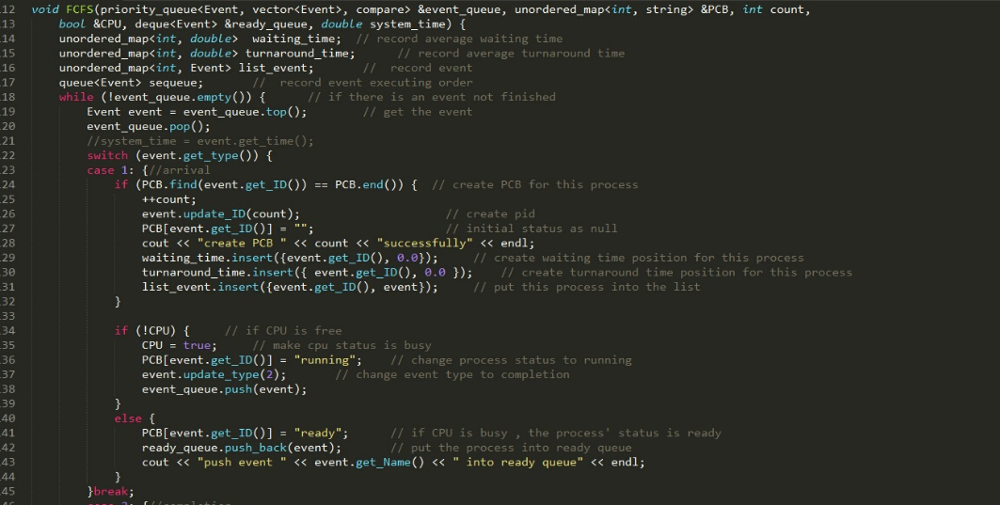 12 void FCFS(priority_queue<Event, vector<Event>, compare> &event_queue, unordered_map<int, string> &PCB, int count,
13 bool &CPU, deque<Event> &ready_queue, double system_time) {
14 unordered_map<int, double>  waiting_time;  // record average waiting time
15 unordered_map<int, double> turnaround_time;      // record average turnaround time
16 unordered_map<int, Event> list_event;       //  record event
17 queue<Event> sequeue;       //  record event executing order
18 while (!event_queue.empty()) {      // if there is an event not finished
19 Event event = event_queue.top();        // get the event
20 event_queue.pop();
21 //system_time = event.get_time();
22 switch (event.get_type()) {
23 case 1: {//arrival
24 if (PCB.find(event.get_ID()) == PCB.end()) {  // create PCB for this process
25 ++count;
26 event.update_ID(count);                     // create pid
27 PCB[event.get_ID()] = "";                   // initial status as null
28 cout << "create PCB " << count << "successfully" << endl;
29 waiting_time.insert({event.get_ID(), 0.0});     // create waiting time position for this process
30 turnaround_time.insert({ event.get_ID(), 0.0 });    // create turnaround time position for this process
31 list_event.insert({event.get_ID(), event});     // put this process into the list
32 }
33
34 if (!CPU) {     // if CPU is free
35 CPU = true;     // make cpu status is busy
36 PCB[event.get_ID()] = "running";    // change process status to running
37 event.update_type(2);       // change event type to completion
38 event_queue.push(event);
39 }
40 else {
41 PCB[event.get_ID()] = "ready";      // if CPU is busy , the process' status is ready
42 ready_queue.push_back(event);       // put the process into ready queue
43 cout << "push event " << event.get_Name() << " into ready queue" << endl;
44 }
45 }break;